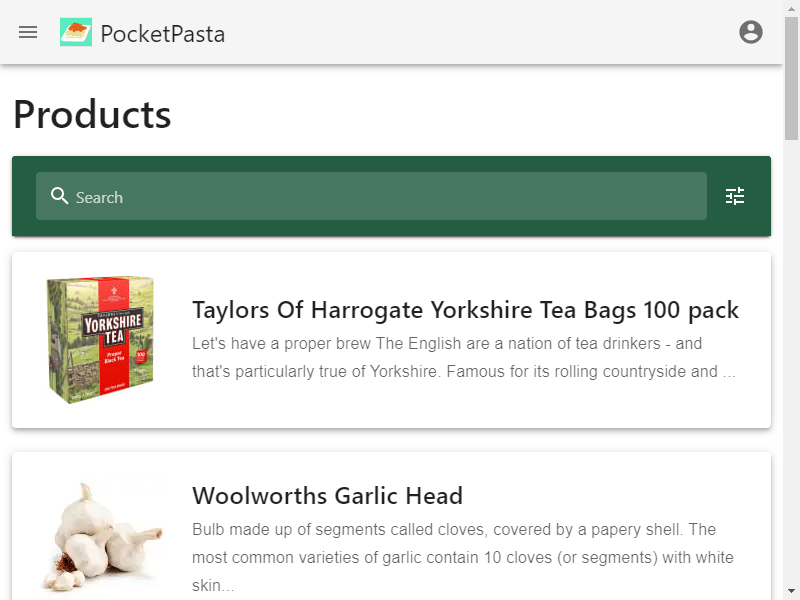 PocketPasta
Products
Search
YORKSHIRE
TEA
Proper
Black Tea
Taylors Of Harrogate Yorkshire Tea Bags 100 pack
Let's have a proper brew The English are a nation of tea drinkers - and
that's particularly true of Yorkshire. Famous for its rolling countryside and ...
Woolworths Garlic Head
Bulb made up of segments called cloves, covered by a papery shell. The
most common varieties of garlic contain 10 cloves (or segments) with white
skin...